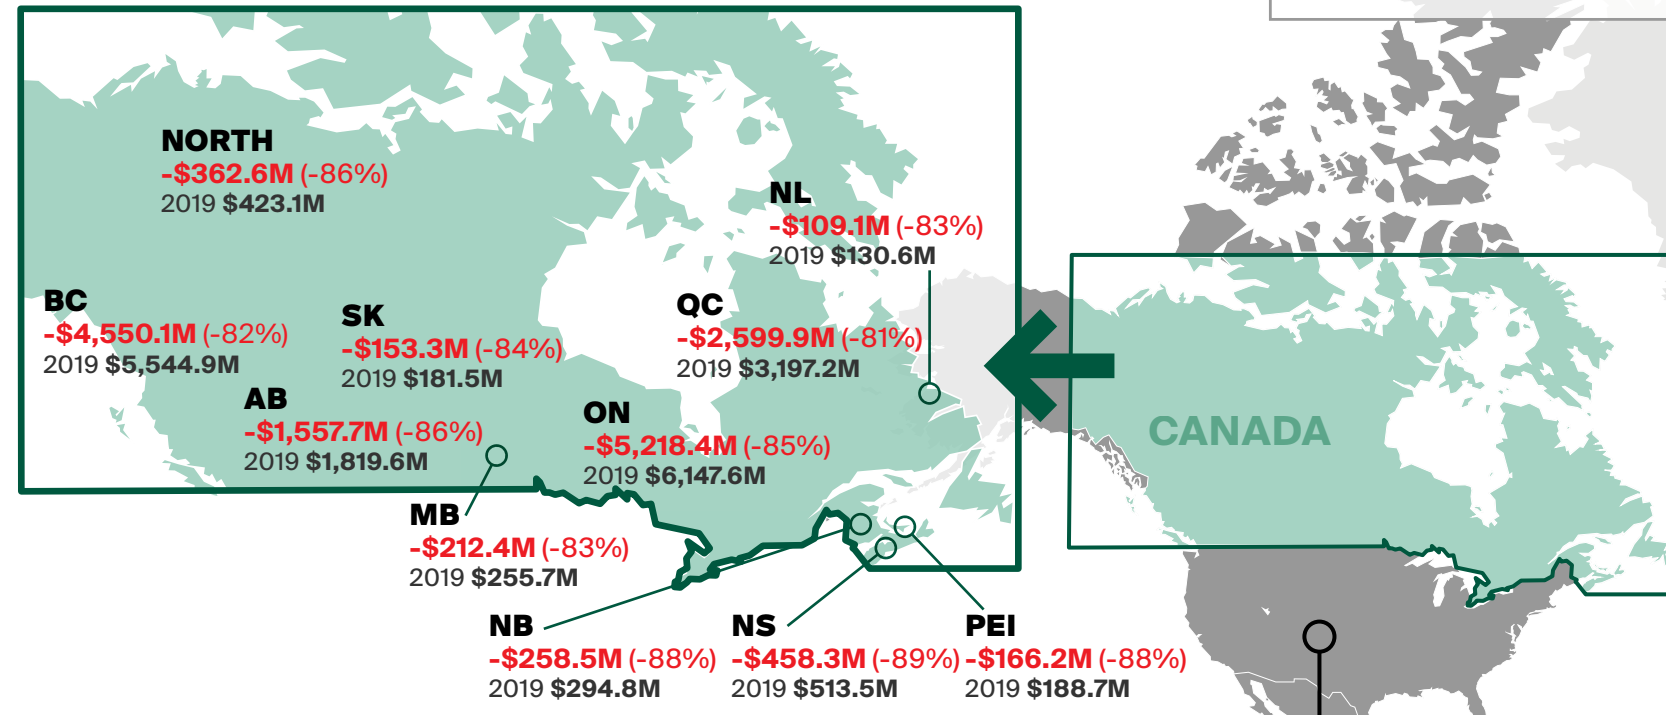 NORTH
-$362.6M (-86%)
2019 $423.1M
NL
-$109.1M (-83%)
2019 $130.6M
BC
-$4,550.1M (-82%)
2019 $5,544.9M
SK
-$153.3M (-84%)
2019 $181.5M
QC
-$2,599.9M (-81%)
2019 $3,197.2M
AB
-$1,557.7M (-86%)
2019 $1,819.6M
ON
-$5,218.4M (-85%)
2019 $6,147.6M
CANADA
MB
-$212.4M (-83%)
2019 $255.7M
NB
-$258.5M (-88%)
2019 $294.8M
NS
-$458.3M (-89%)
2019 $513.5M
PEI
-$166.2M (-88%)
2019 $188.7M